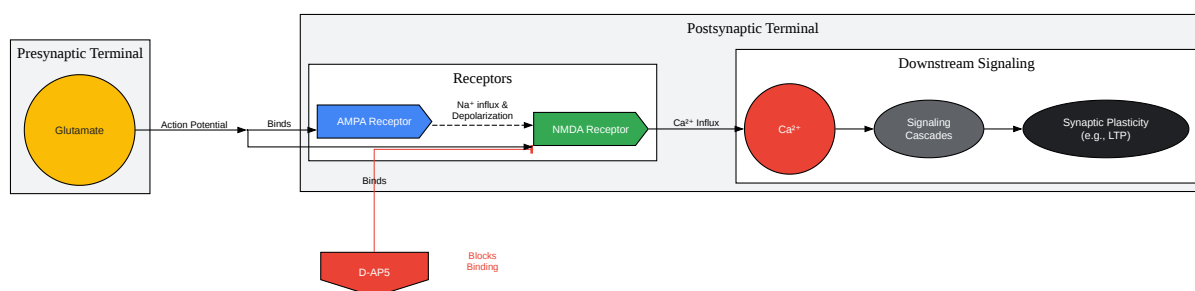 Postsynaptic Terminal
Presynaptic Terminal
Downstream Signaling
Receptors
Na⁺ influx &
Depolarization
Glutamate
Action Potential
Binds
AMPA Receptor
NMDA Receptor
Ca²⁺ Influx
Ca²⁺
Signaling
Cascades
Synaptic Plasticity
(e.g., LTP)
Binds
Blocks
Binding
D-AP5